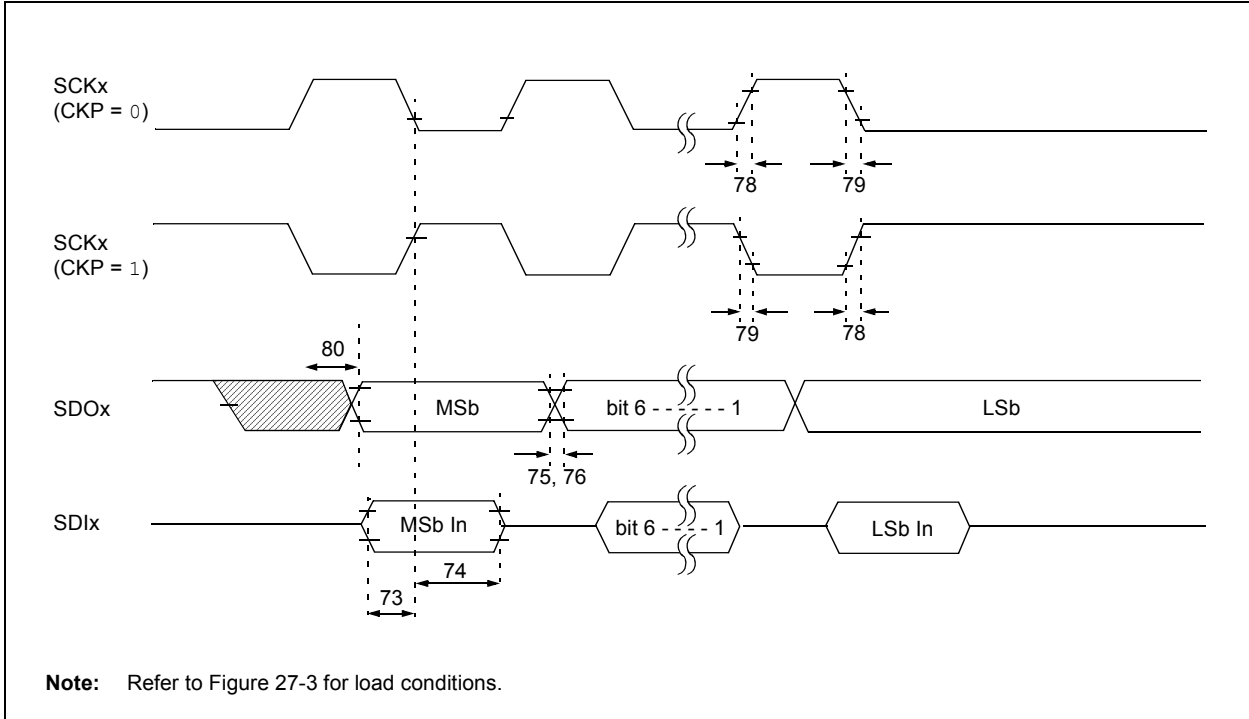 SCKx
(CKP = 0)
78
79
SCKx
(CKP = 1)
79
78
80
SDOx
MSb
bit 6 - - - - - - 1
LSb
75, 76
SDIx
MSb In
bit 6 - - - - 1
LSb In
74
73
Note: Refer to Figure 27-3 for load conditions.